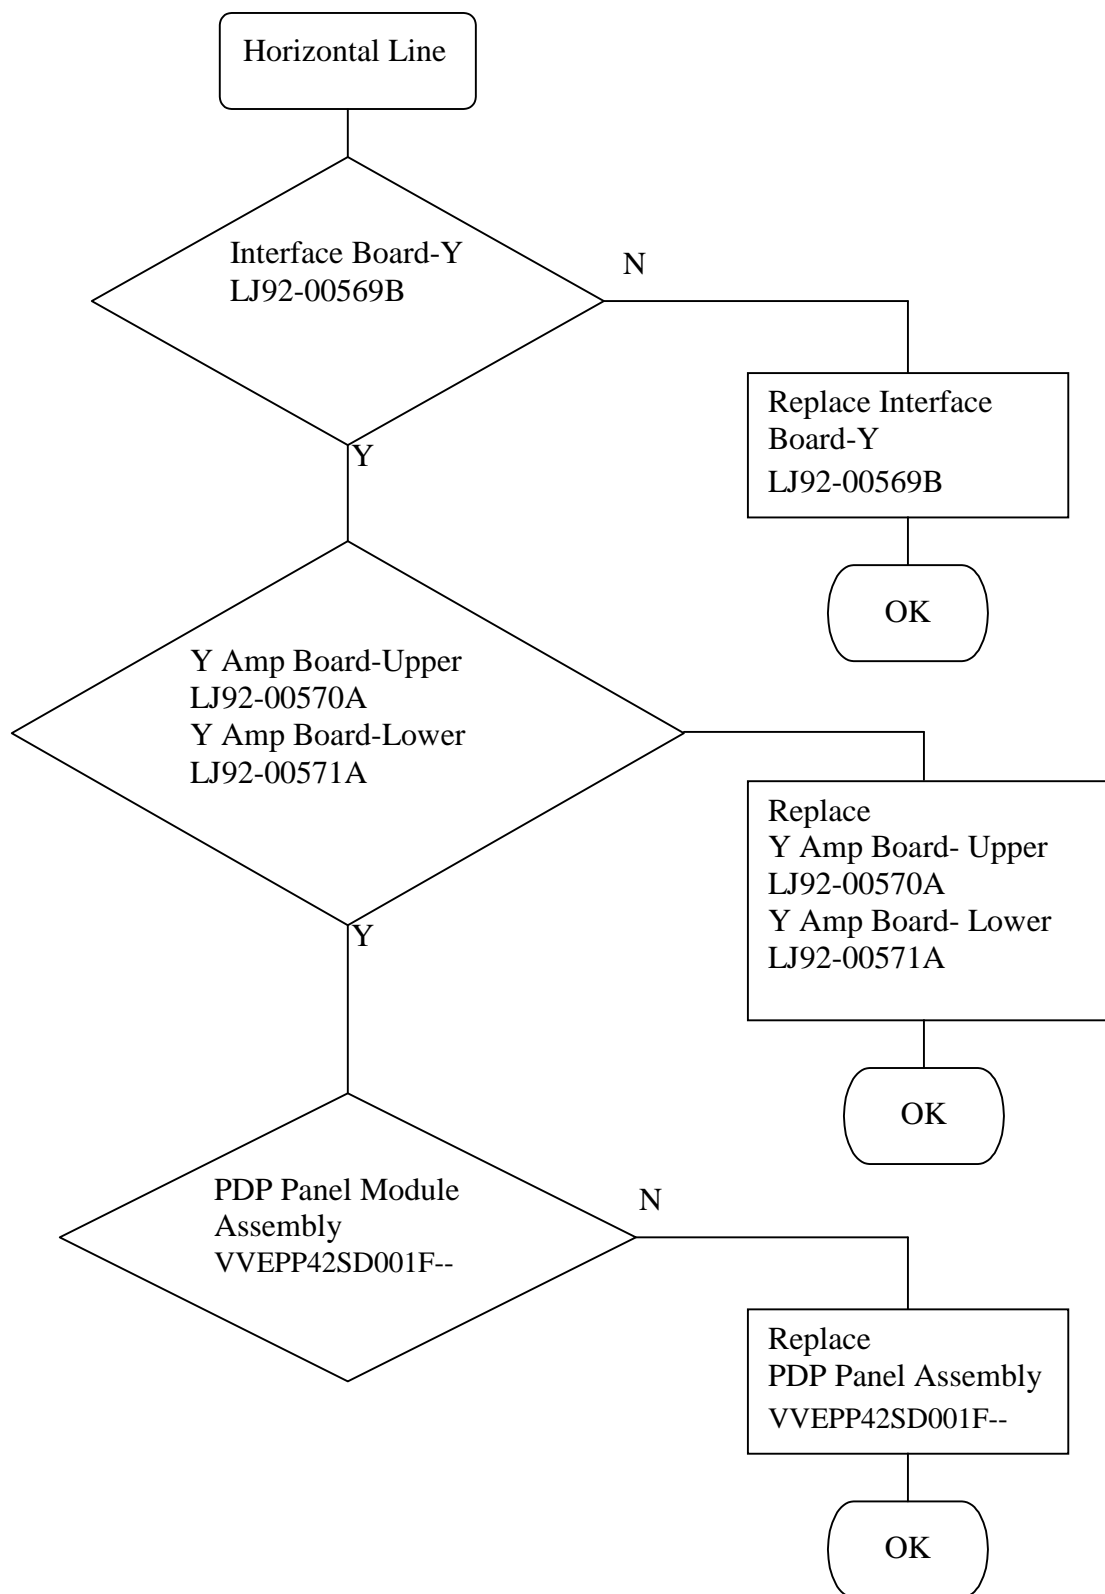 Horizontal Line
Interface Board-Y
LJ92-00569B
N
Replace Interface
Board-Y
LJ92-00569B
Y
OK
Y Amp Board-Upper
LJ92-00570A
Y Amp Board-Lower
LJ92-00571A
Replace
Y Amp Board- Upper
LJ92-00570A
Y Amp Board- Lower
LJ92-00571A
Y
OK
PDP Panel Module
Assembly
VVEPP42SD001F--
N
Replace
PDP Panel Assembly
VVEPP42SD001F--
OK